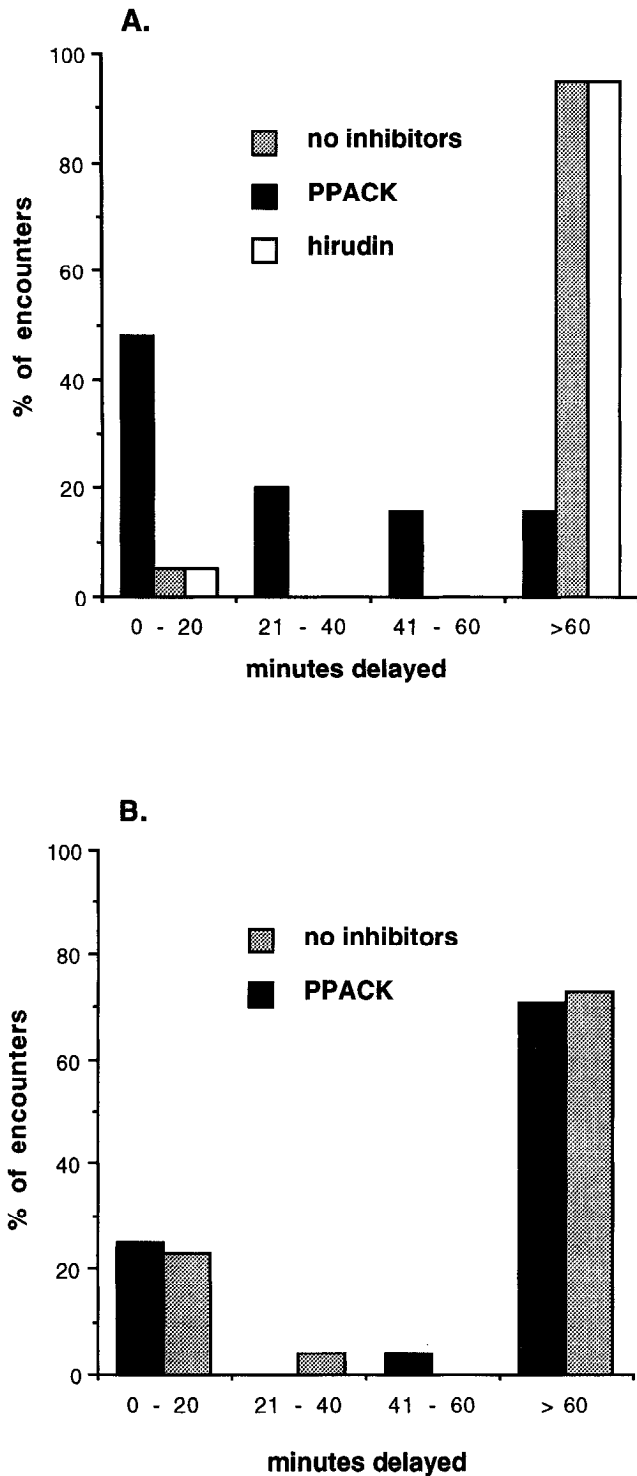 A.
100
80
60
40
20
0
% of encounters
no inhibitors
PPACK
hirudin
0 - 20 21 - 40 41 - 60 >60
minutes delayed
B.
100
80
60
40
20
0
% of encounters
no inhibitors
PPACK
0 - 20 21 - 40 41 - 60 > 60
minutes delayed